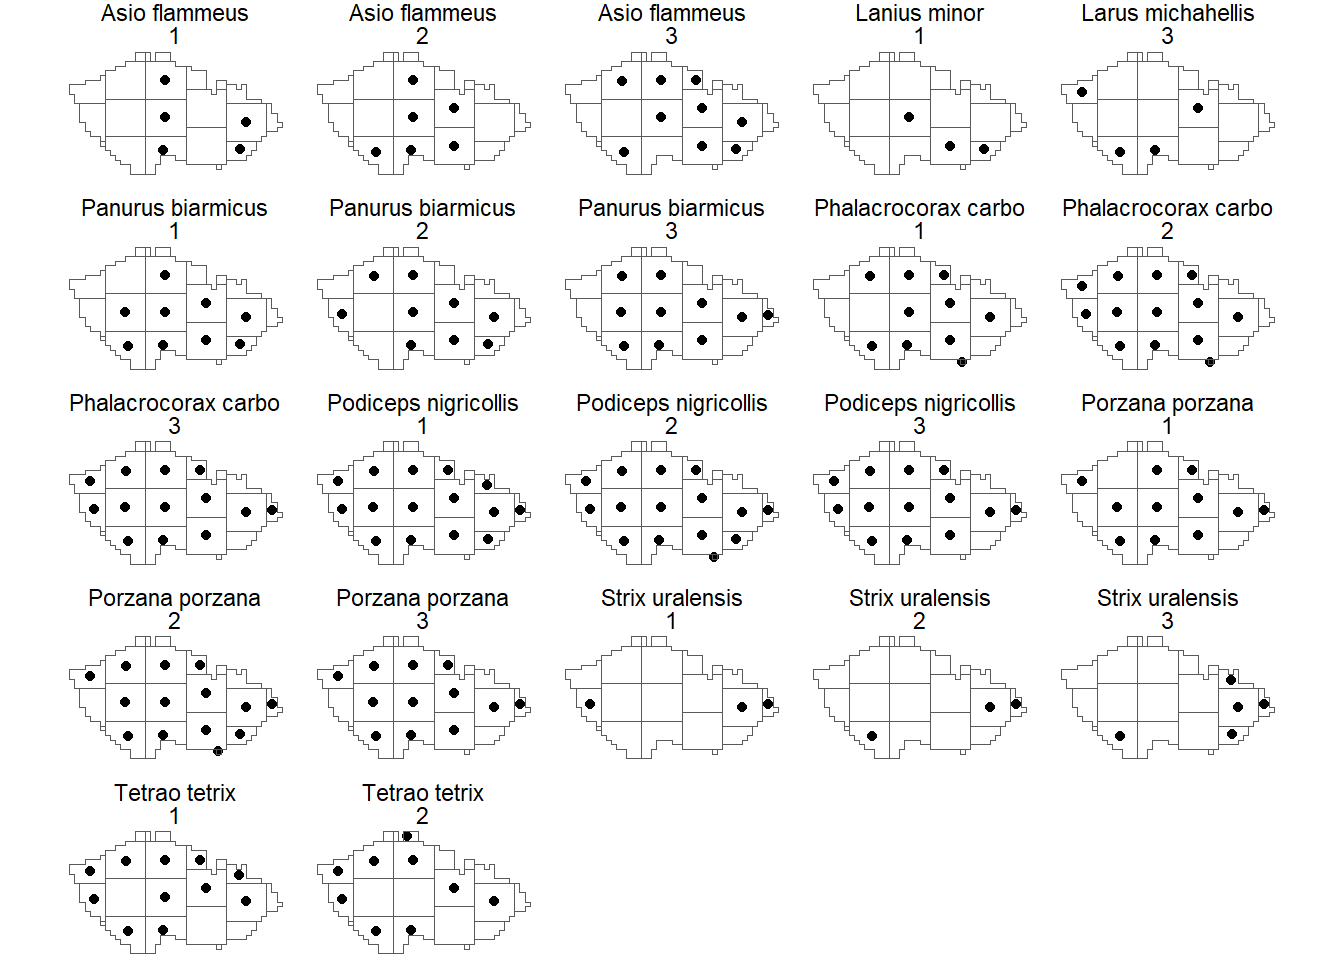 Asio flammeus
1
Asio flammeus
2
Asio flammeus
3
Lanius minor
1
Larus michahellis
3
Panurus biarmicus
1
Panurus biarmicus
2
Panurus biarmicus
3
Phalacrocorax carbo
1
Phalacrocorax carbo
2
Phalacrocorax carbo
3
Podiceps nigricollis
1
Podiceps nigricollis
2
Podiceps nigricollis
3
Porzana porzana
1
Porzana porzana
2
Porzana porzana
3
Strix uralensis
1
Strix uralensis
2
Strix uralensis
3
Tetrao tetrix
1
Tetrao tetrix
2